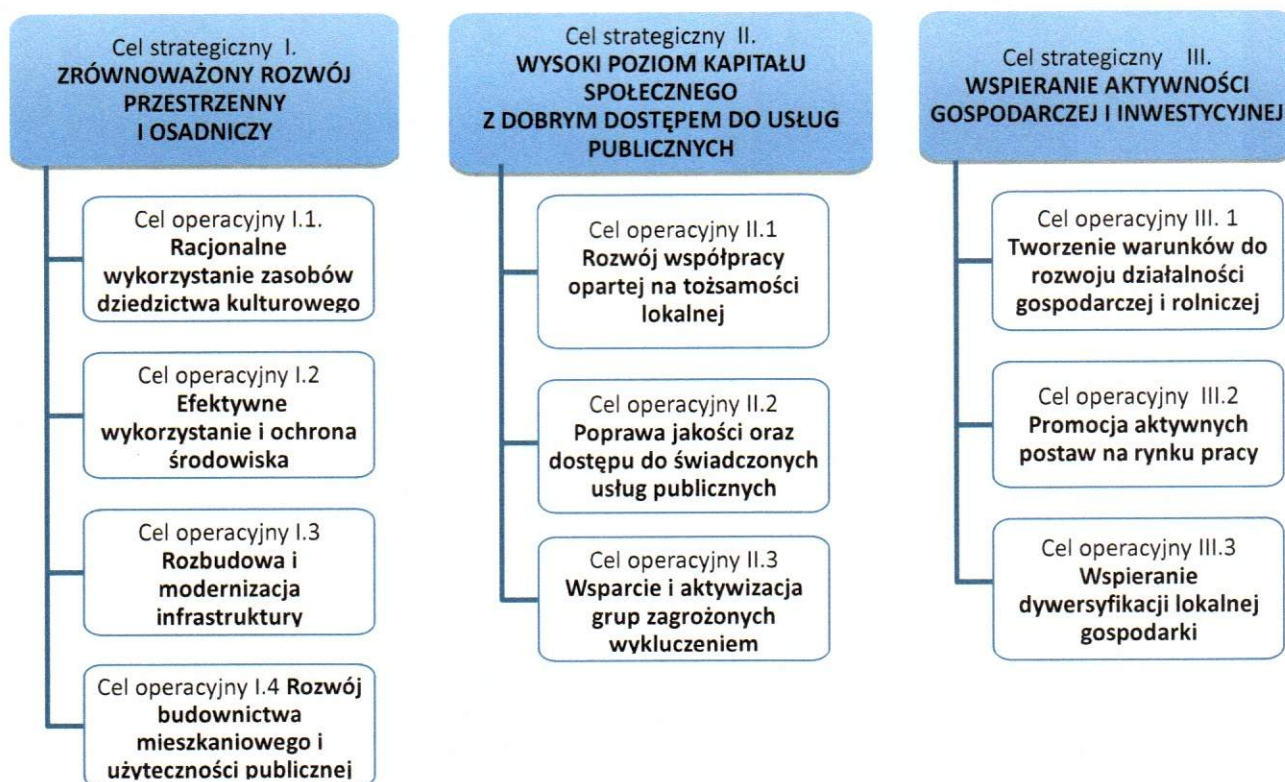 Cel strategiczny I.
ZRÓWNOWAŻONY ROZWÓJ
PRZESTRZENNY
I OSADNICZY
Cel operacyjny I.1.
Racjonalne
wykorzystanie zasobów
dziedzictwa kulturowego
Cel operacyjny I.2
Efektywne
wykorzystanie i ochrona
środowiska
Cel operacyjny I.3
Rozbudowa i
modernizacja
infrastruktury
Cel operacyjny I.4 Rozwój
budownictwa
mieszkaniowego i
użyteczności publicznej
Cel strategiczny II.
WYSOKI POZIOM KAPITAŁU
SPOŁECZNEGO
Z DOBRYM DOSTĘPEM DO USŁUG
PUBLICZNYCH
Cel operacyjny II.1
Rozwój współpracy
opartej na tożsamości
lokalnej
Cel operacyjny II.2
Poprawa jakości oraz
dostępu do świadczonych
usług publicznych
Cel operacyjny II.3
Wsparcie i aktywizacja
grup zagrożonych
wykluczeniem
Cel strategiczny III.
WSPIERANIE AKTYWNOŚCI
GOSPODARCZEJ I INWESTYCYJNEJ
Cel operacyjny III. 1
Tworzenie warunków do
rozwoju działalności
gospodarczej i rolniczej
Cel operacyjny III.2
Promocja aktywnych
postaw na rynku pracy
Cel operacyjny III.3
Wspieranie
dywersyfikacji lokalnej
gospodarki